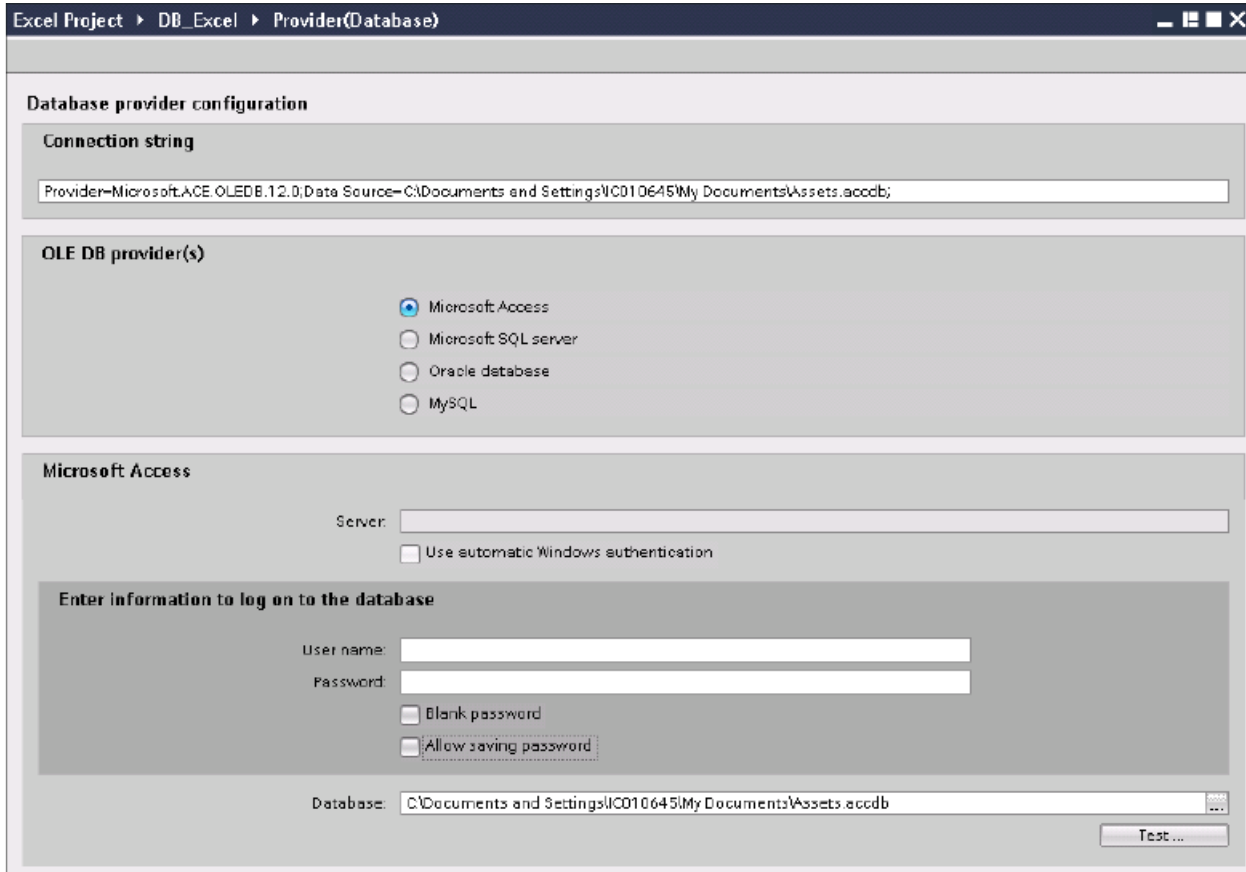 Excel Project ▸ DB_Excel ▸ Provider(Database)
Database provider configuration
Connection string
Provider=Microsoft.ACE.OLEDB.12.0;Data Source=C:\Documents and Settings\IC010645\My Documents\Assets.accdb;
OLE DB provider(s)
Microsoft Access
Microsoft SQL server
Oracle database
MySQL
Microsoft Access
Server:
Use automatic Windows authentication
Enter information to log on to the database
User name:
Password:
Blank password
Allow saving password
Database: C:\Documents and Settings\IC010645\My Documents\Assets.accdb ...
Test ...